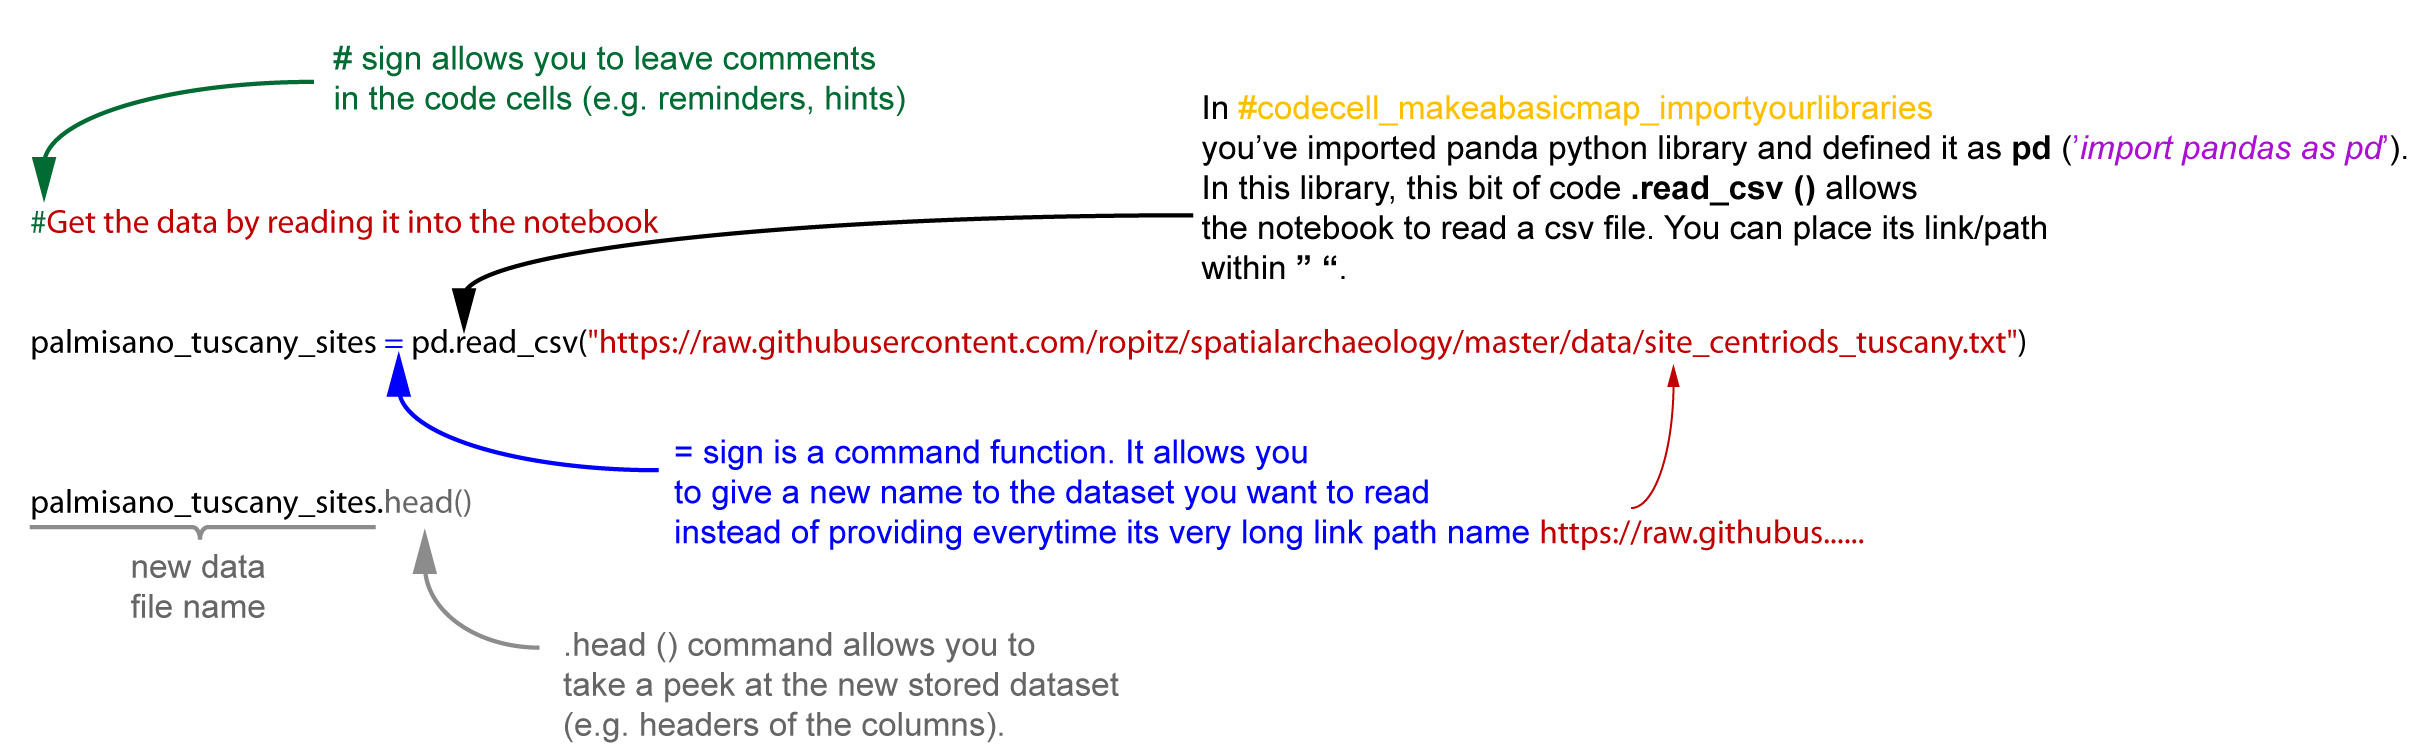 # sign allows you to leave comments
in the code cells (e.g. reminders, hints)
In #codecell_makeabasicmap_importyourlibraries
you’ve imported panda python library and defined it as pd (’import pandas as pd’).
In this library, this bit of code .read_csv () allows
the notebook to read a csv file. You can place its link/path
within ” “.
#Get the data by reading it into the notebook
palmisano_tuscany_sites = pd.read_csv("https://raw.githubusercontent.com/ropitz/spatialarchaeology/master/data/site_centriods_tuscany.txt")
= sign is a command function. It allows you
to give a new name to the dataset you want to read
instead of providing everytime its very long link path name https://raw.githubus......
palmisano_tuscany_sites.head()
new data
file name
.head () command allows you to
take a peek at the new stored dataset
(e.g. headers of the columns).